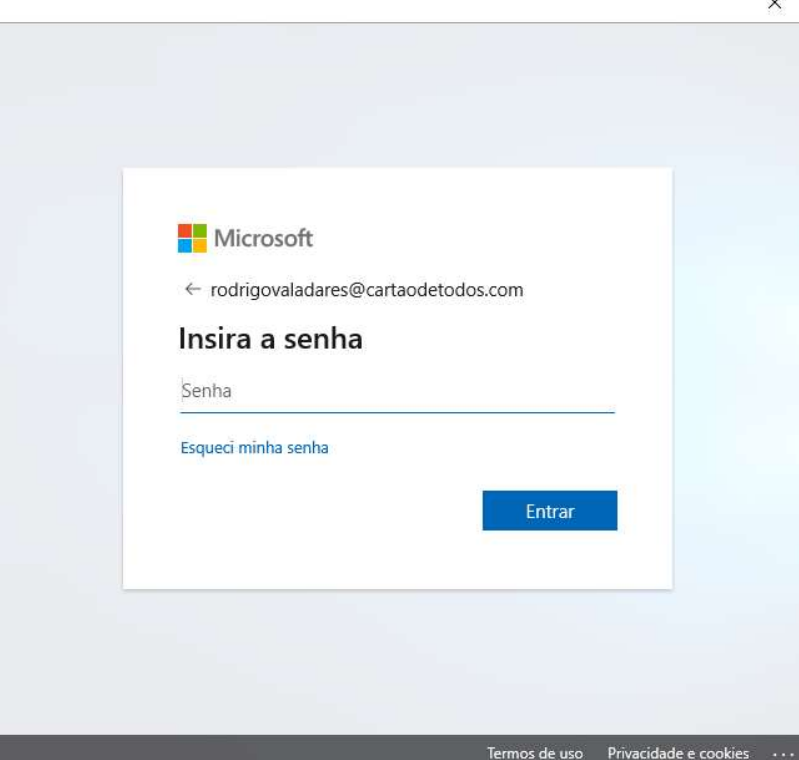 Microsoft
← rodrigovaladares@cartaodetodos.com
Insira a senha
Senha
Esqueci minha senha
Entrar
Termos de uso Privacidade e cookies ...